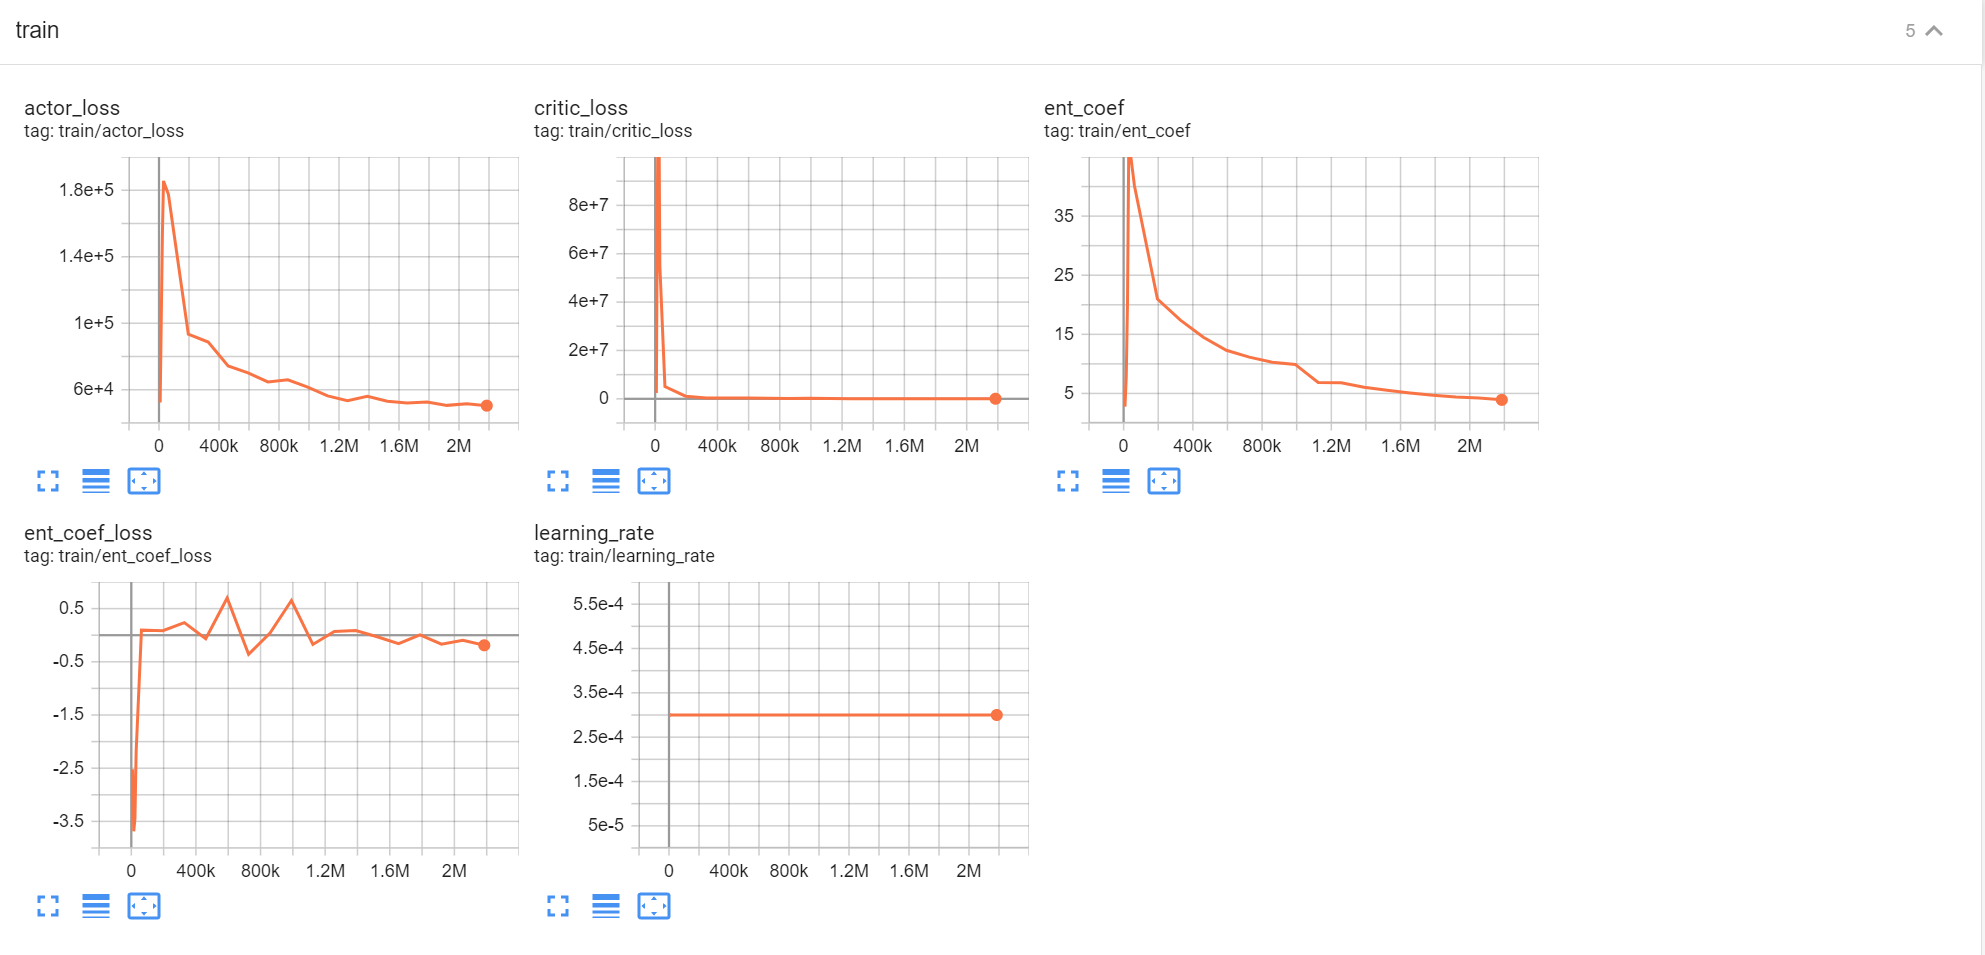 train
5
actor_loss
tag: train/actor_loss
1.8e+5
1.4e+5
1e+5
6e+4
0 400k 800k 1.2M 1.6M 2M
critic_loss
tag: train/critic_loss
8e+7
6e+7
4e+7
2e+7
0
0 400k 800k 1.2M 1.6M 2M
ent_coef
tag: train/ent_coef
35
25
15
5
0 400k 800k 1.2M 1.6M 2M
ent_coef_loss
tag: train/ent_coef_loss
0.5
-0.5
-1.5
-2.5
-3.5
0 400k 800k 1.2M 1.6M 2M
learning_rate
tag: train/learning_rate
5.5e-4
4.5e-4
3.5e-4
2.5e-4
1.5e-4
5e-5
0 400k 800k 1.2M 1.6M 2M